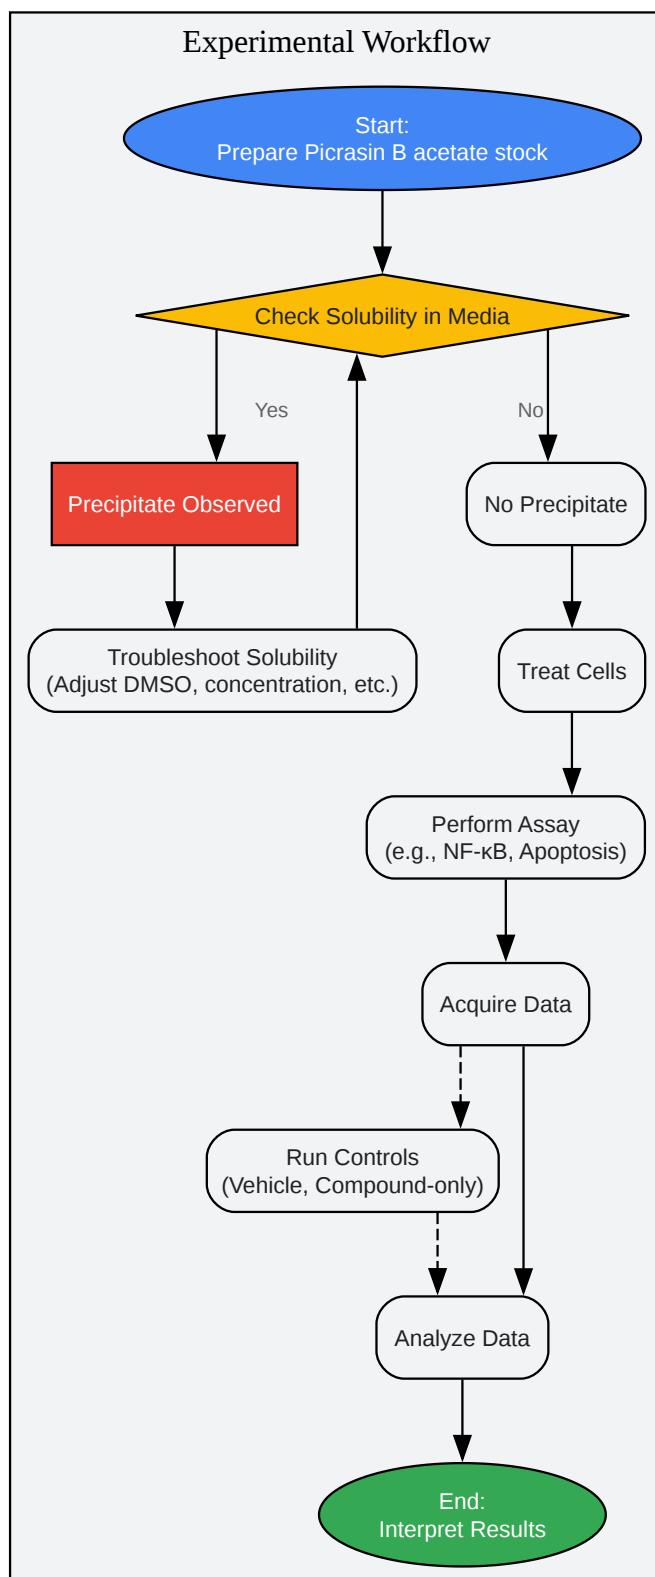 Experimental Workflow
Start:
Prepare Picrasin B acetate stock
Check Solubility in Media
Yes
No
Precipitate Observed
No Precipitate
Troubleshoot Solubility
(Adjust DMSO, concentration, etc.)
Treat Cells
Perform Assay
(e.g., NF-κB, Apoptosis)
Acquire Data
Run Controls
(Vehicle, Compound-only)
Analyze Data
End:
Interpret Results